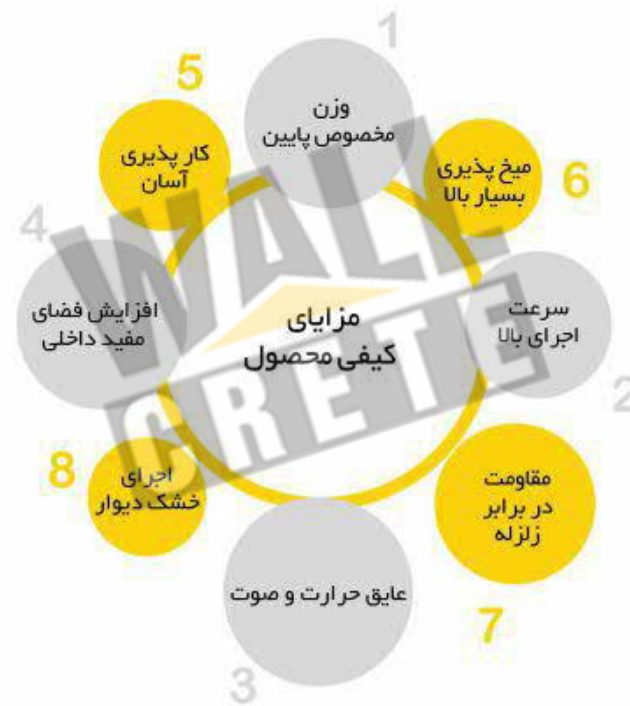 مزایای
کیفی محصول
1
وزن
مخصوص پایین
2
سرعت
اجرای بالا
3
عایق حرارت و صوت
4
افزایش فضای
مفید داخلی
5
کار پذیری
آسان
6
میخ پذیری
بسیار بالا
7
مقاومت
در برابر
زلزله
8
اجرای
خشک دیوار
WALL
CRETE